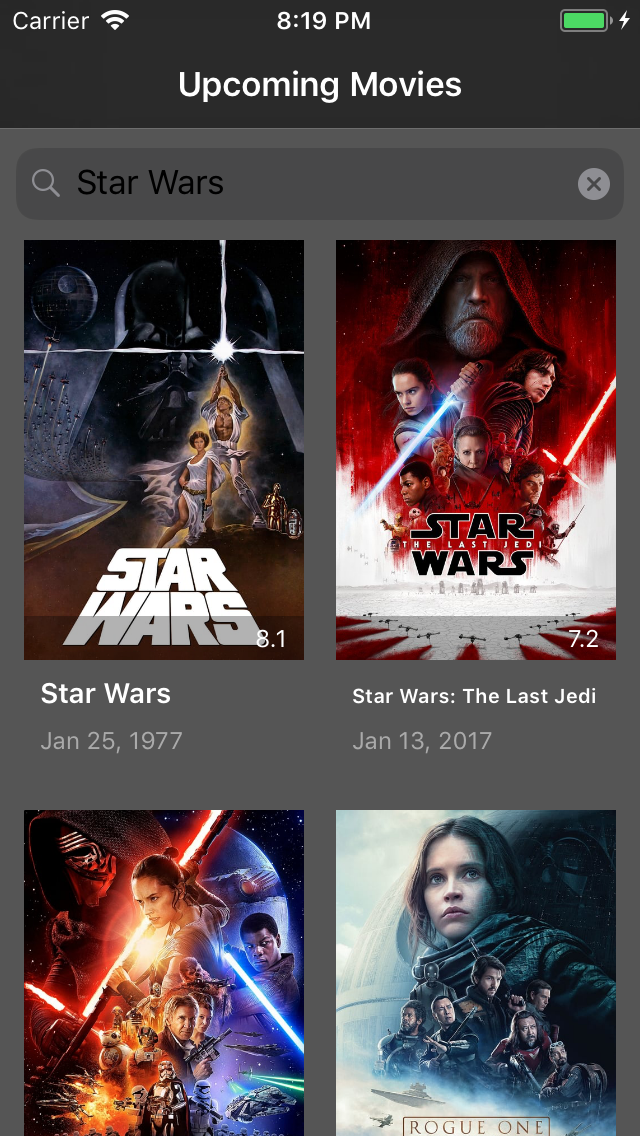 Carrier
8:19 PM
Upcoming Movies
Star Wars
STAR
WARS
8.1
STAR
THE LAST JEDI
WARS
7.2
Star Wars
Star Wars: The Last Jedi
Jan 25, 1977
Jan 13, 2017
ROGUE ONE